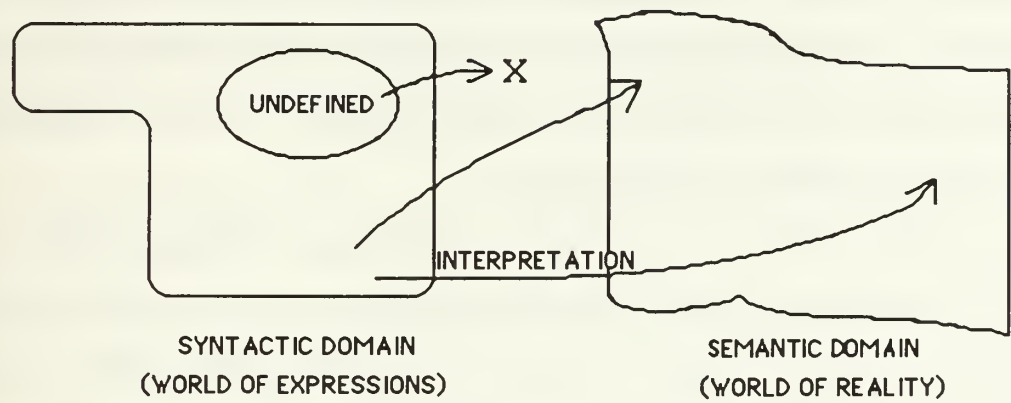 UNDEFINED
X
INTERPRETATION
SYNTACTIC DOMAIN
(WORLD OF EXPRESSIONS)
SEMANTIC DOMAIN
(WORLD OF REALITY)